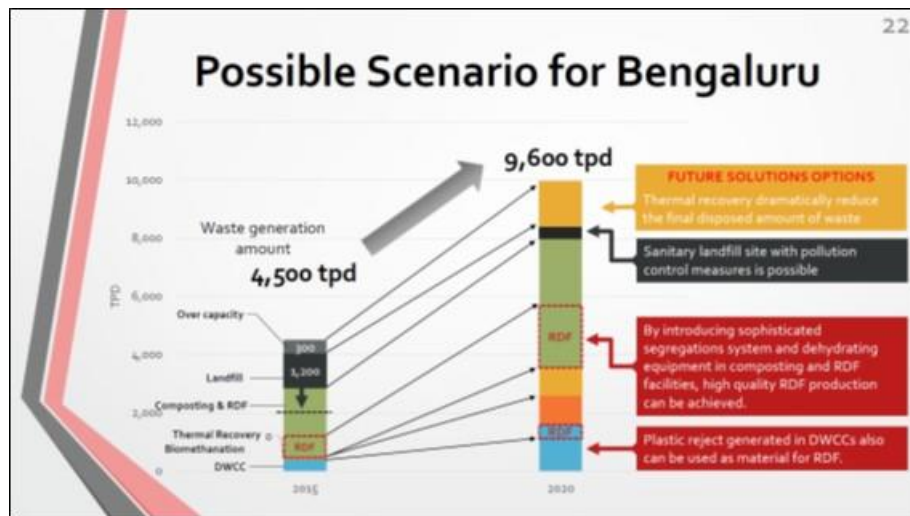 22
Possible Scenario for Bengaluru
12,000
10,000
8,000
6,000
4,000
2,000
0
TPD
Waste generation
amount
4,500 tpd
9,600 tpd
Over capacity
Landfill
Composting & RDF
Thermal Recovery
0
Biomethanation
DWCC
300
1,200
RDF
RDF
RDF
2015
2020
FUTURE SOLUTIONS OPTIONS
Thermal recovery dramatically reduce
the final disposed amount of waste
Sanitary landfill site with pollution
control measures is possible
By introducing sophisticated
segregations system and dehydrating
equipment in composting and RDF
facilities, high quality RDF production
can be achieved.
Plastic reject generated in DWCCs also
can be used as material for RDF.